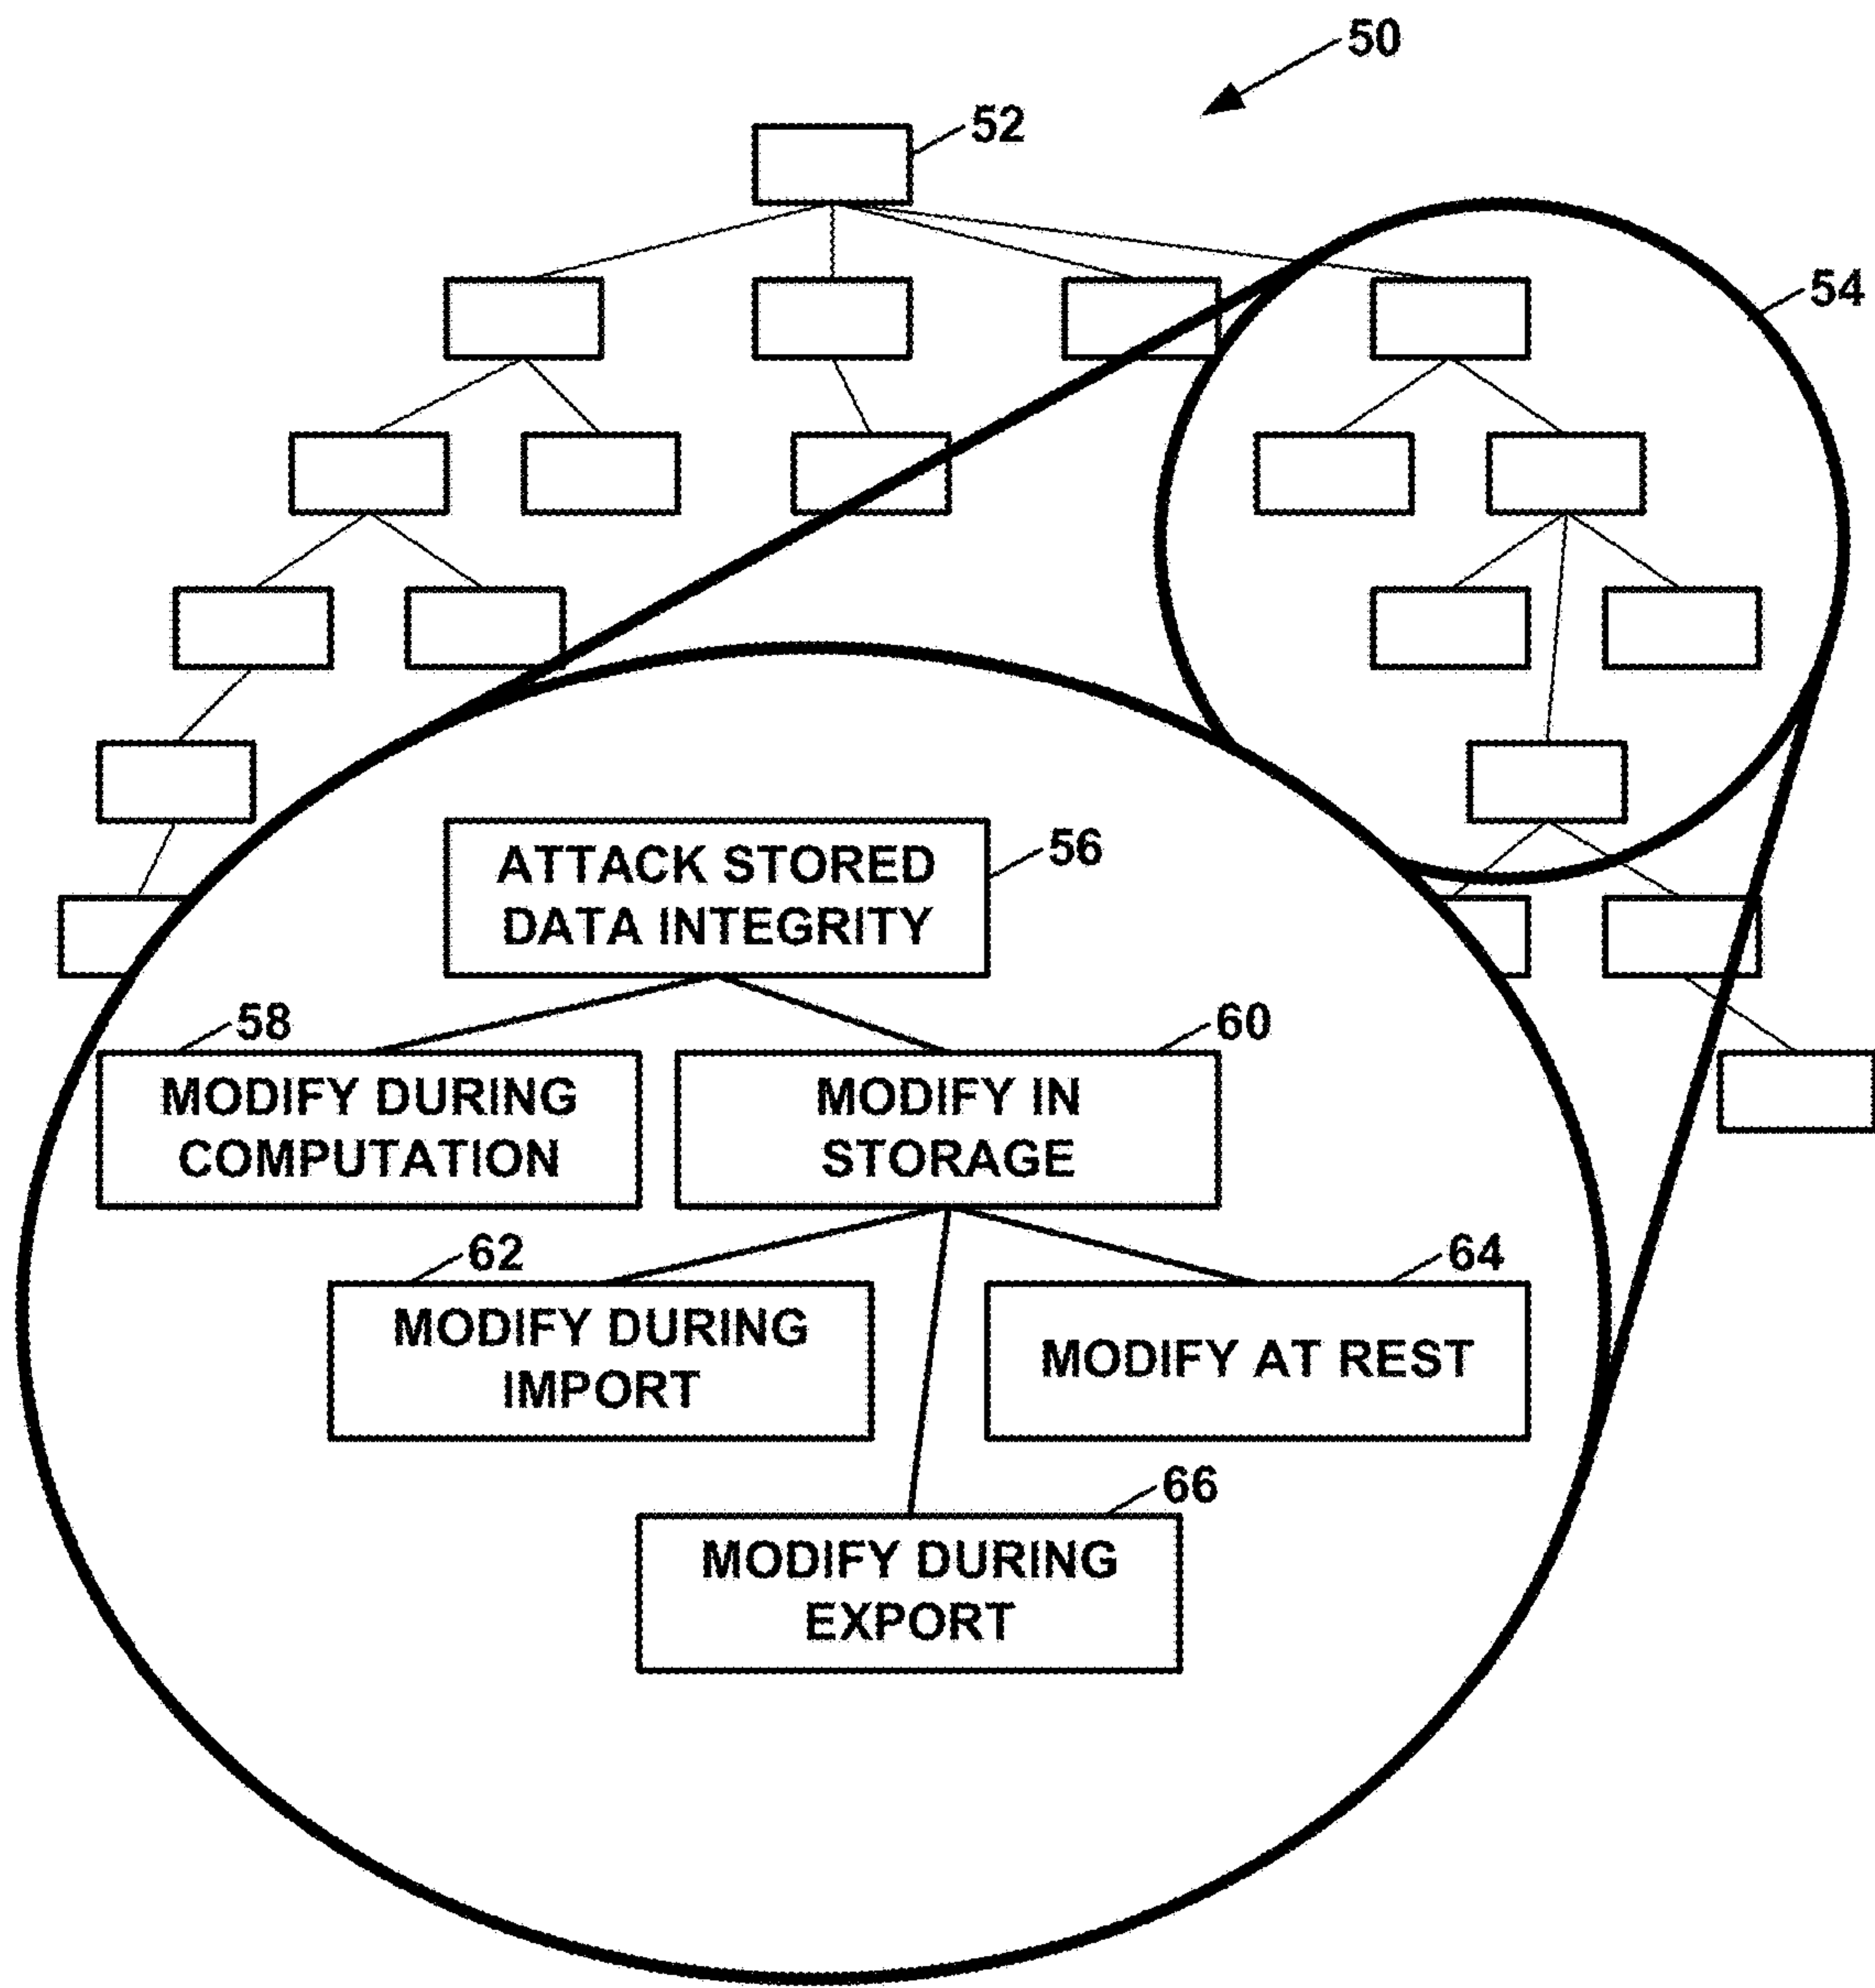 50
52
54
ATTACK STORED
DATA INTEGRITY
56
58
60
MODIFY DURING
COMPUTATION
MODIFY IN
STORAGE
62
64
MODIFY DURING
IMPORT
MODIFY AT REST
66
MODIFY DURING
EXPORT